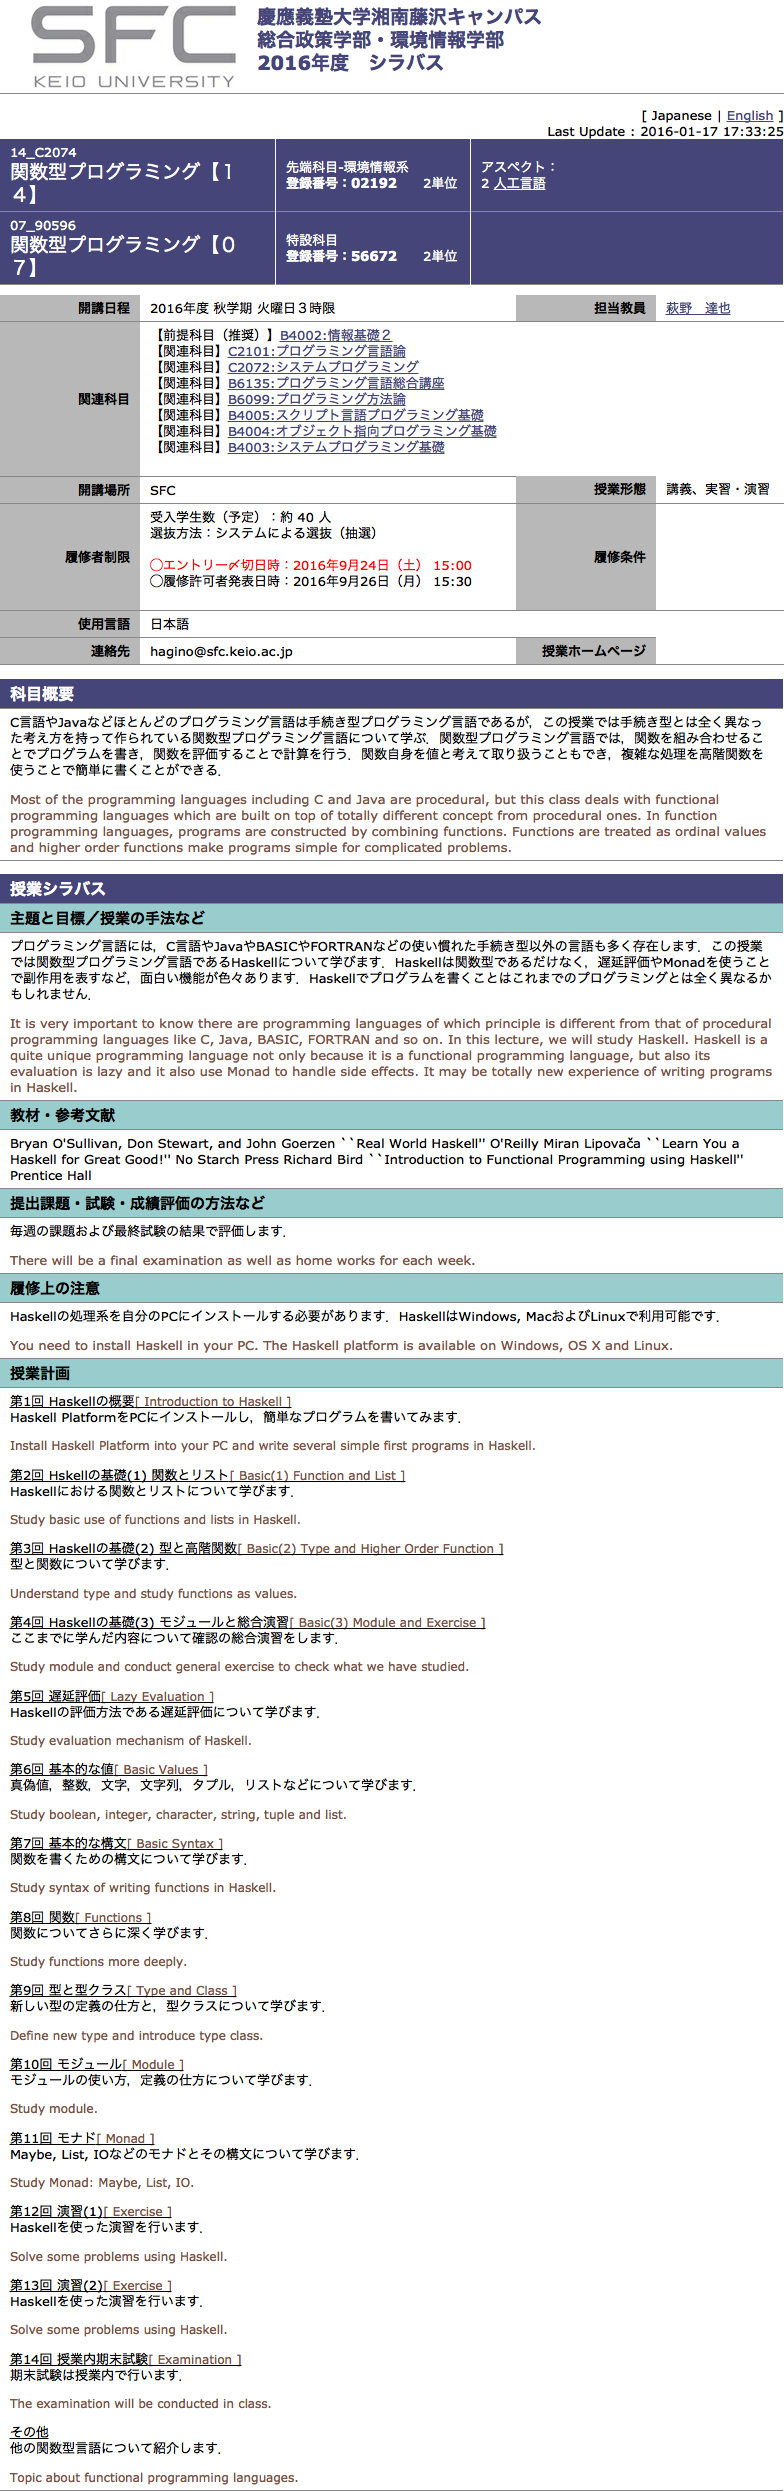 SFC
KEIO UNIVERSITY
慶應義塾大学湘南藤沢キャンパス
総合政策学部・環境情報学部
2016年度　シラバス
[ Japanese | English ]
Last Update : 2016-01-17 17:33:25
14_C2074
関数型プログラミング【１
４】
先端科目-環境情報系
登録番号：02192 2単位
アスペクト：
2 人工言語
07_90596
関数型プログラミング【０
７】
特設科目
登録番号：56672 2単位
開講日程 2016年度 秋学期 火曜日３時限 担当教員 萩野　達也
関連科目
【前提科目（推奨）】B4002:情報基礎２
【関連科目】C2101:プログラミング言語論
【関連科目】C2072:システムプログラミング
【関連科目】B6135:プログラミング言語総合講座
【関連科目】B6099:プログラミング方法論
【関連科目】B4005:スクリプト言語プログラミング基礎
【関連科目】B4004:オブジェクト指向プログラミング基礎
【関連科目】B4003:システムプログラミング基礎
開講場所 SFC 授業形態 講義、実習・演習
履修者制限
受入学生数（予定）：約 40 人
選抜方法：システムによる選抜（抽選）
◯エントリー〆切日時：2016年9月24日（土） 15:00
◯履修許可者発表日時：2016年9月26日（月） 15:30
履修条件
使用言語 日本語
連絡先 hagino@sfc.keio.ac.jp 授業ホームページ
科目概要
C言語やJavaなどほとんどのプログラミング言語は手続き型プログラミング言語であるが，この授業では手続き型とは全く異なっ
た考え方を持って作られている関数型プログラミング言語について学ぶ．関数型プログラミング言語では，関数を組み合わせるこ
とでプログラムを書き，関数を評価することで計算を行う．関数自身を値と考えて取り扱うこともでき，複雑な処理を高階関数を
使うことで簡単に書くことができる．
Most of the programming languages including C and Java are procedural, but this class deals with functional
programming languages which are built on top of totally different concept from procedural ones. In function
programming languages, programs are constructed by combining functions. Functions are treated as ordinal values
and higher order functions make programs simple for complicated problems.
授業シラバス
主題と目標／授業の手法など
プログラミング言語には，C言語やJavaやBASICやFORTRANなどの使い慣れた手続き型以外の言語も多く存在します．この授業
では関数型プログラミング言語であるHaskellについて学びます．Haskellは関数型であるだけなく，遅延評価やMonadを使うこと
で副作用を表すなど，面白い機能が色々あります．Haskellでプログラムを書くことはこれまでのプログラミングとは全く異なるか
もしれません．
It is very important to know there are programming languages of which principle is different from that of procedural
programming languages like C, Java, BASIC, FORTRAN and so on. In this lecture, we will study Haskell. Haskell is a
quite unique programming language not only because it is a functional programming language, but also its
evaluation is lazy and it also use Monad to handle side effects. It may be totally new experience of writing programs
in Haskell.
教材・参考文献
Bryan O'Sullivan, Don Stewart, and John Goerzen ``Real World Haskell'' O'Reilly Miran Lipovača ``Learn You a
Haskell for Great Good!'' No Starch Press Richard Bird ``Introduction to Functional Programming using Haskell''
Prentice Hall
提出課題・試験・成績評価の方法など
毎週の課題および最終試験の結果で評価します．
There will be a final examination as well as home works for each week.
履修上の注意
Haskellの処理系を自分のPCにインストールする必要があります．HaskellはWindows, MacおよびLinuxで利用可能です．
You need to install Haskell in your PC. The Haskell platform is available on Windows, OS X and Linux.
授業計画
第1回 Haskellの概要[ Introduction to Haskell ]
Haskell PlatformをPCにインストールし，簡単なプログラムを書いてみます．
Install Haskell Platform into your PC and write several simple first programs in Haskell.
第2回 Hskellの基礎(1) 関数とリスト[ Basic(1) Function and List ]
Haskellにおける関数とリストについて学びます．
Study basic use of functions and lists in Haskell.
第3回 Haskellの基礎(2) 型と高階関数[ Basic(2) Type and Higher Order Function ]
型と関数について学びます．
Understand type and study functions as values.
第4回 Haskellの基礎(3) モジュールと総合演習[ Basic(3) Module and Exercise ]
ここまでに学んだ内容について確認の総合演習をします．
Study module and conduct general exercise to check what we have studied.
第5回 遅延評価[ Lazy Evaluation ]
Haskellの評価方法である遅延評価について学びます．
Study evaluation mechanism of Haskell.
第6回 基本的な値[ Basic Values ]
真偽値，整数，文字，文字列，タプル，リストなどについて学びます．
Study boolean, integer, character, string, tuple and list.
第7回 基本的な構文[ Basic Syntax ]
関数を書くための構文について学びます．
Study syntax of writing functions in Haskell.
第8回 関数[ Functions ]
関数についてさらに深く学びます．
Study functions more deeply.
第9回 型と型クラス[ Type and Class ]
新しい型の定義の仕方と，型クラスについて学びます．
Define new type and introduce type class.
第10回 モジュール[ Module ]
モジュールの使い方，定義の仕方について学びます．
Study module.
第11回 モナド[ Monad ]
Maybe, List, IOなどのモナドとその構文について学びます．
Study Monad: Maybe, List, IO.
第12回 演習(1)[ Exercise ]
Haskellを使った演習を行います．
Solve some problems using Haskell.
第13回 演習(2)[ Exercise ]
Haskellを使った演習を行います．
Solve some problems using Haskell.
第14回 授業内期末試験[ Examination ]
期末試験は授業内で行います．
The examination will be conducted in class.
その他
他の関数型言語について紹介します．
Topic about functional programming languages.